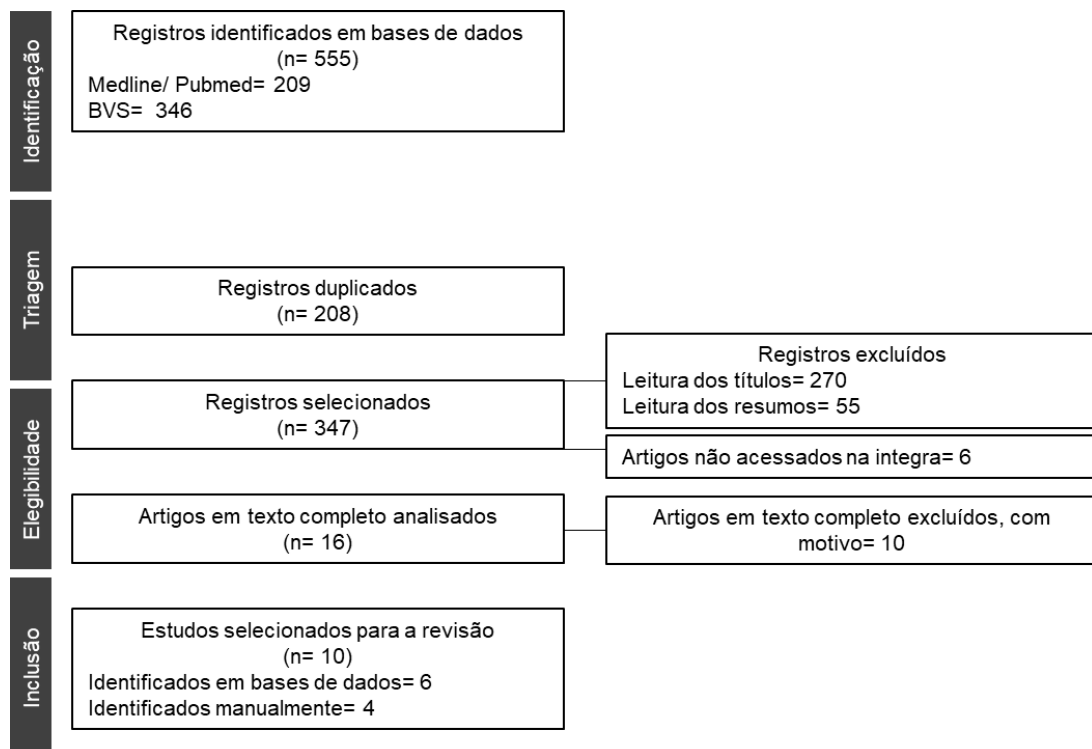 Identificação
Registros identificados em bases de dados
(n= 555)
Medline/ Pubmed= 209
BVS= 346
Triagem
Registros duplicados
(n= 208)
Registros selecionados
(n= 347)
Registros excluídos
Leitura dos títulos= 270
Leitura dos resumos= 55
Artigos não acessados na integra= 6
Elegibilidade
Artigos em texto completo analisados
(n= 16)
Artigos em texto completo excluídos, com
motivo= 10
Inclusão
Estudos selecionados para a revisão
(n= 10)
Identificados em bases de dados= 6
Identificados manualmente= 4